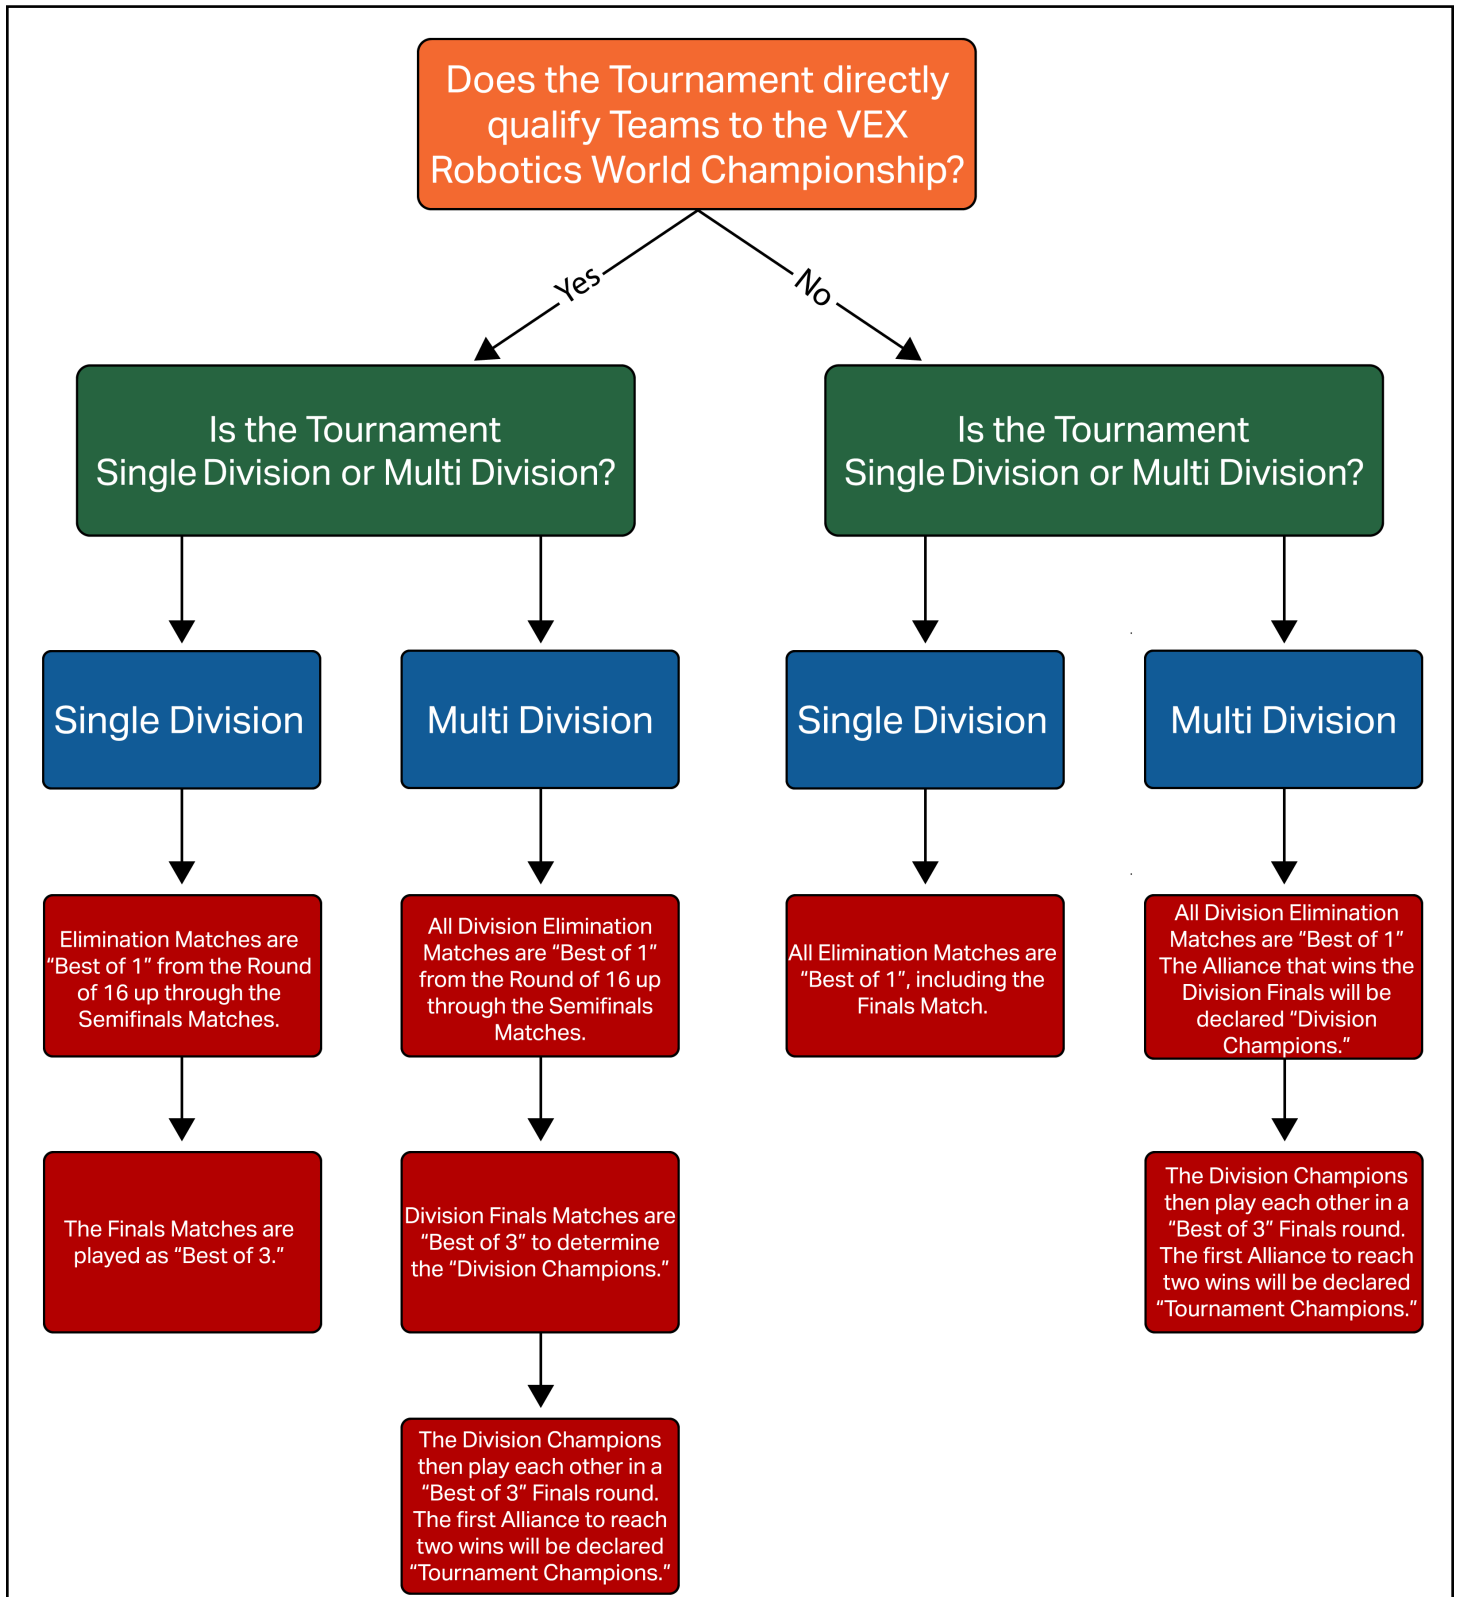 Does the Tournament directly
qualify Teams to the VEX
Robotics World Championship?
Yes
No
Is the Tournament
Single Division or Multi Division?
Is the Tournament
Single Division or Multi Division?
Single Division
Multi Division
Single Division
Multi Division
Elimination Matches are
“Best of 1” from the Round
of 16 up through the
Semifinals Matches.
All Division Elimination
Matches are “Best of 1”
from the Round of 16 up
through the Semifinals
Matches.
All Elimination Matches are
“Best of 1”, including the
Finals Match.
All Division Elimination
Matches are “Best of 1”
The Alliance that wins the
Division Finals will be
declared “Division
Champions.”
The Finals Matches are
played as “Best of 3.”
Division Finals Matches are
“Best of 3” to determine
the “Division Champions.”
The Division Champions
then play each other in a
“Best of 3” Finals round.
The first Alliance to reach
two wins will be declared
“Tournament Champions.”
The Division Champions
then play each other in a
“Best of 3” Finals round.
The first Alliance to reach
two wins will be declared
“Tournament Champions.”